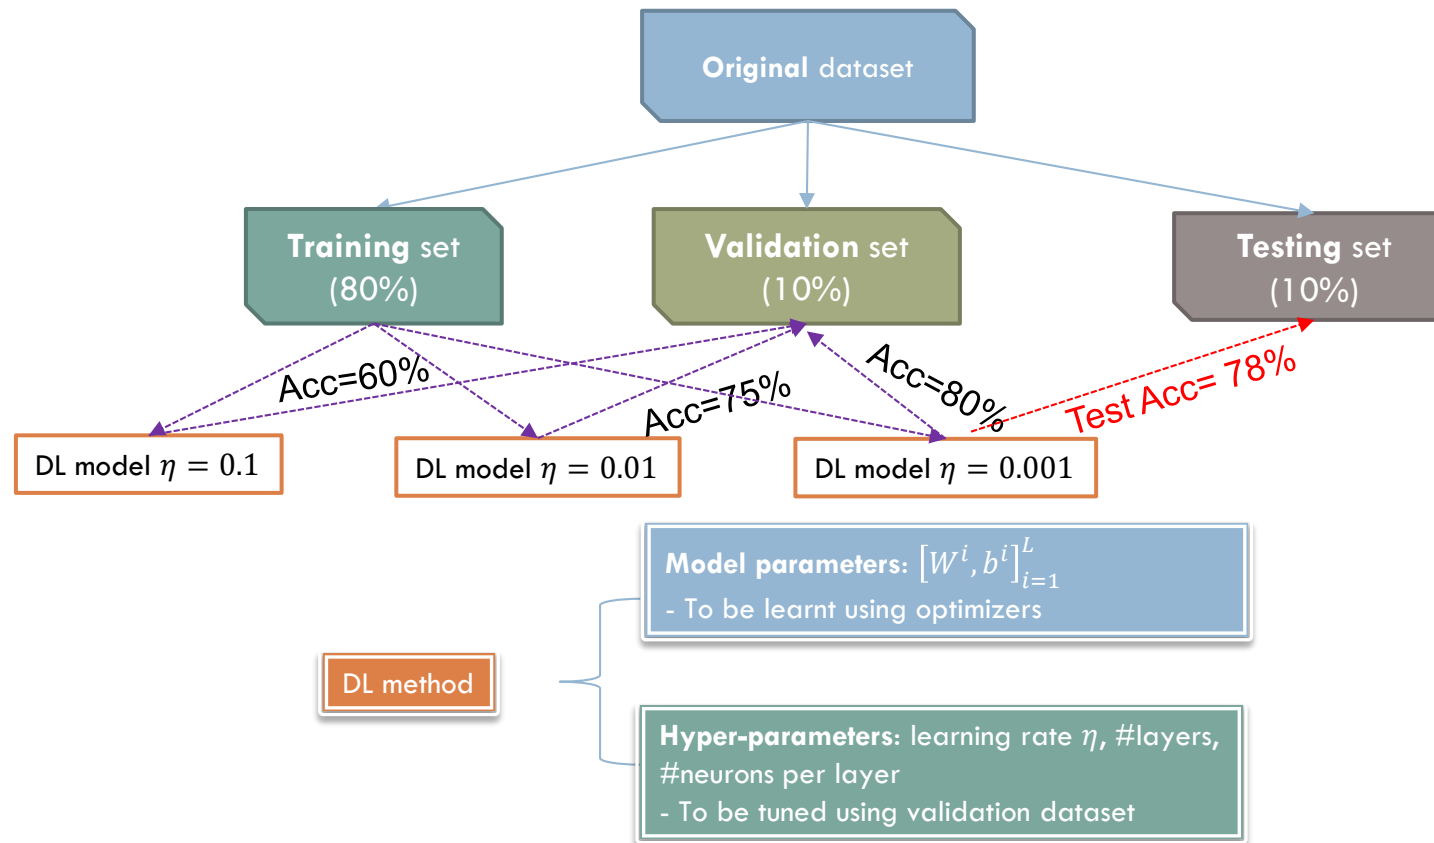 Original dataset
Training set
(80%)
Validation set
(10%)
Testing set
(10%)
Acc=60%
Acc=75%
Acc=80%
Test Acc= 78%
DL model η = 0.1
DL model η = 0.01
DL model η = 0.001
Model parameters: [W^i, b^i]_{i=1}^{L}
- To be learnt using optimizers
DL method
Hyper-parameters: learning rate η, #layers,
#neurons per layer
- To be tuned using validation dataset